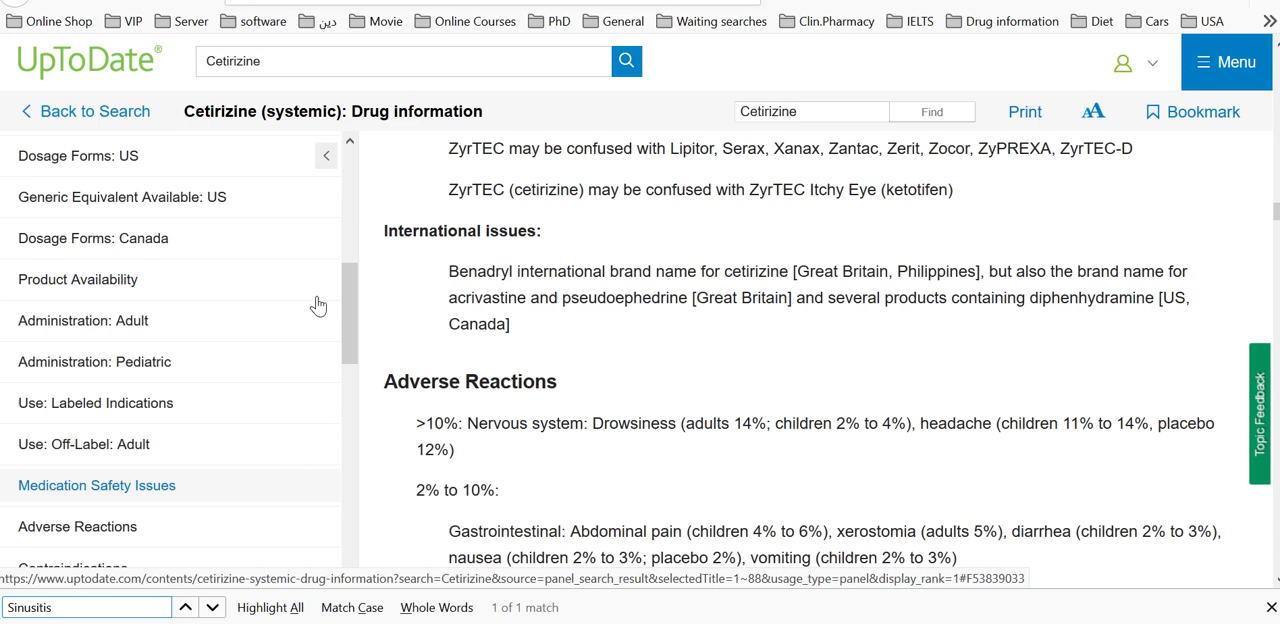 Online Shop VIP Server software دين Movie Online Courses PhD General Waiting searches Clin.Pharmacy IELTS Drug information Diet Cars USA
UpToDate® Cetirizine Menu
Back to Search Cetirizine (systemic): Drug information Cetirizine Find Print AA Bookmark
Dosage Forms: US
Generic Equivalent Available: US
Dosage Forms: Canada
Product Availability
Administration: Adult
Administration: Pediatric
Use: Labeled Indications
Use: Off-Label: Adult
Medication Safety Issues
Adverse Reactions
Contraindications
ZyrTEC may be confused with Lipitor, Serax, Xanax, Zantac, Zerit, Zocor, ZyPREXA, ZyrTEC-D
ZyrTEC (cetirizine) may be confused with ZyrTEC Itchy Eye (ketotifen)
International issues:
Benadryl international brand name for cetirizine [Great Britain, Philippines], but also the brand name for
acrivastine and pseudoephedrine [Great Britain] and several products containing diphenhydramine [US,
Canada]
Adverse Reactions
>10%: Nervous system: Drowsiness (adults 14%; children 2% to 4%), headache (children 11% to 14%, placebo
12%)
2% to 10%:
Gastrointestinal: Abdominal pain (children 4% to 6%), xerostomia (adults 5%), diarrhea (children 2% to 3%),
nausea (children 2% to 3%; placebo 2%), vomiting (children 2% to 3%)
Topic Feedback
https://www.uptodate.com/contents/cetirizine-systemic-drug-information?search=Cetirizine&source=panel_search_result&selectedTitle=1~88&usage_type=panel&display_rank=1#F53839033
Sinusitis Highlight All Match Case Whole Words 1 of 1 match